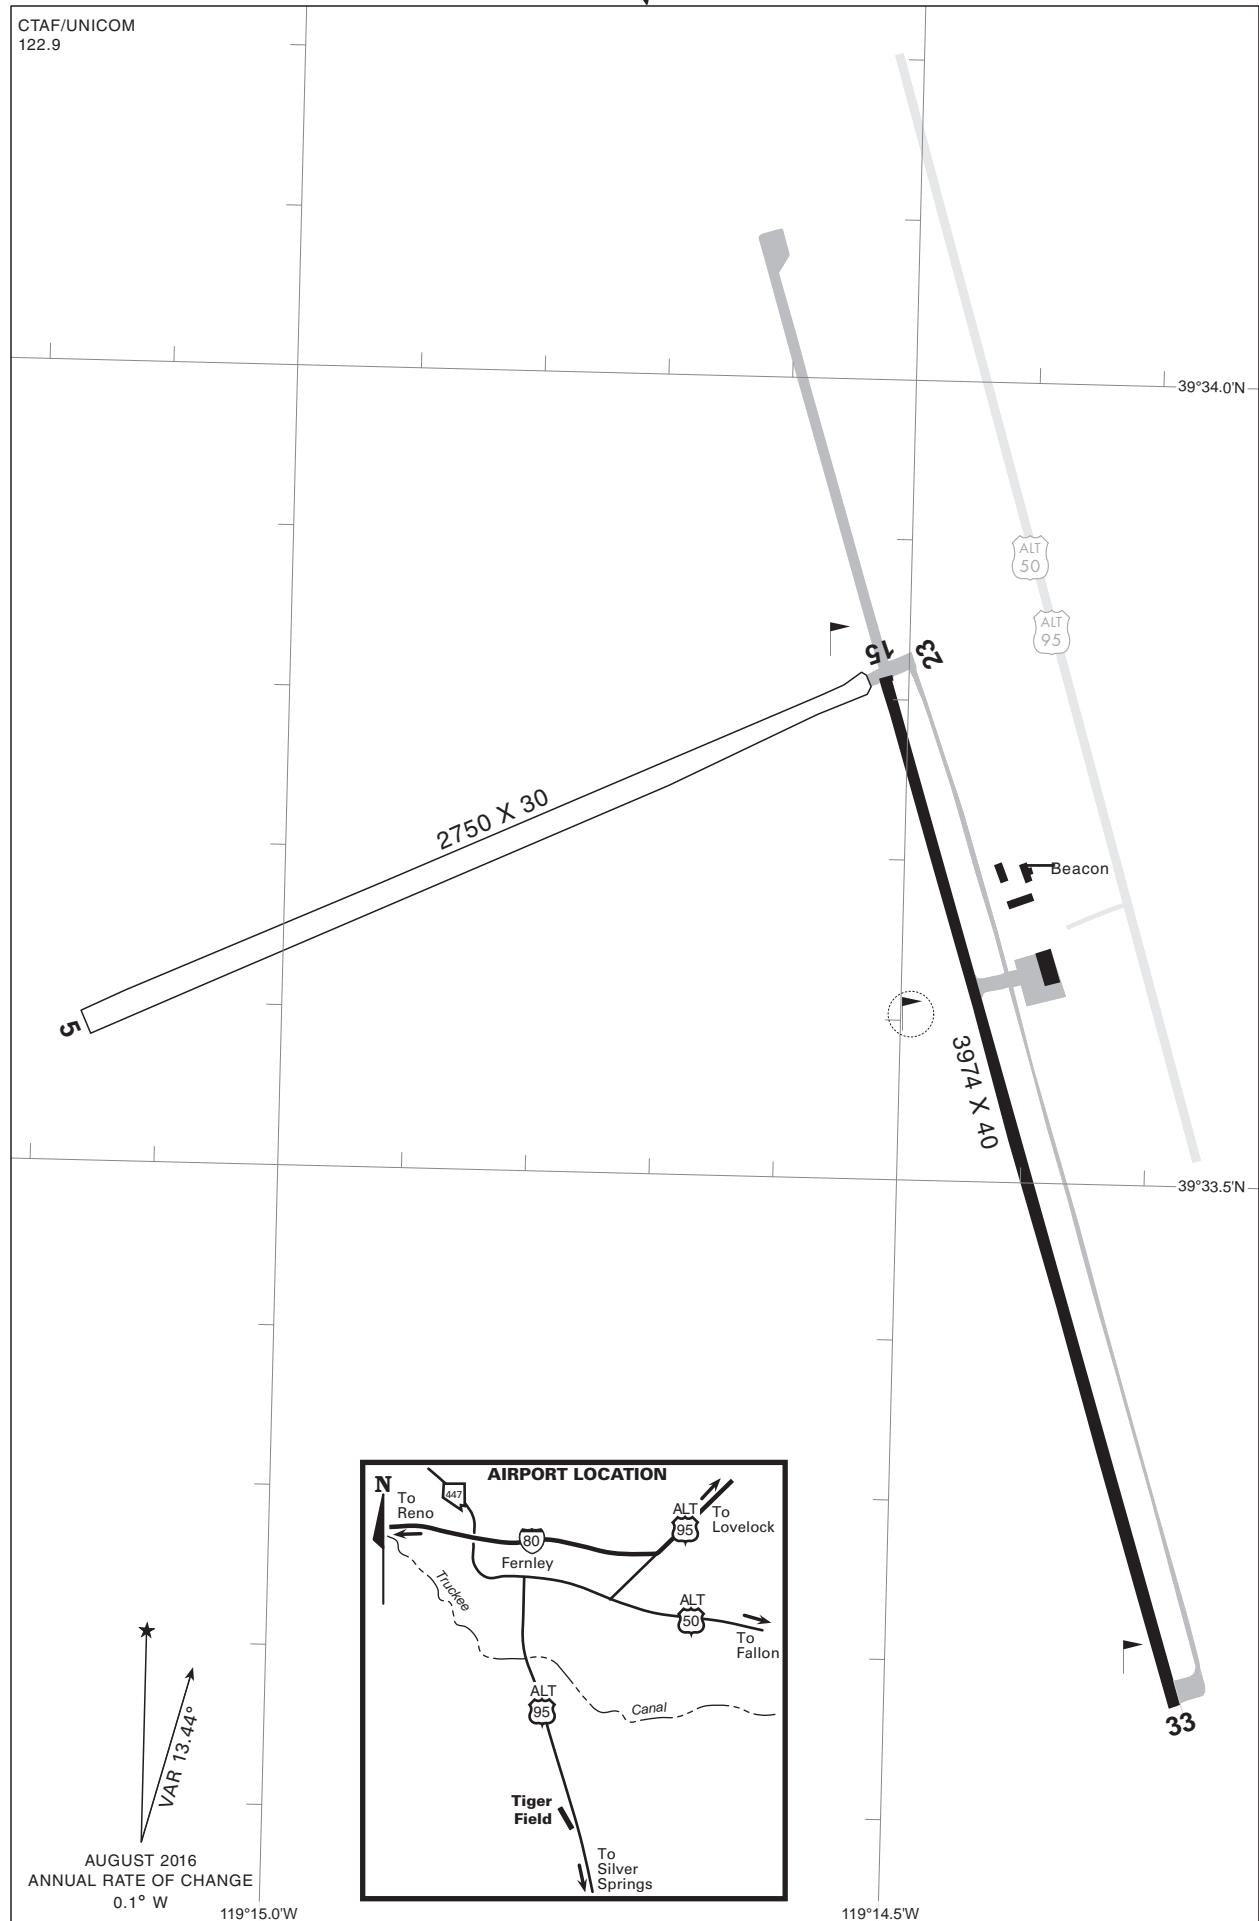 CTAF/UNICOM
122.9
39°34.0'N
ALT
50
ALT
95
15
23
2750 X 30
Beacon
5
3974 X 40
39°33.5'N
33
AIRPORT LOCATION
N
To
Reno
447
ALT
95
To
Lovelock
80
Fernley
Truckee
ALT
50
To
Fallon
ALT
95
Canal
Tiger
Field
To
Silver
Springs
VAR 13.44°
AUGUST 2016
ANNUAL RATE OF CHANGE
0.1° W
119°15.0'W
119°14.5'W